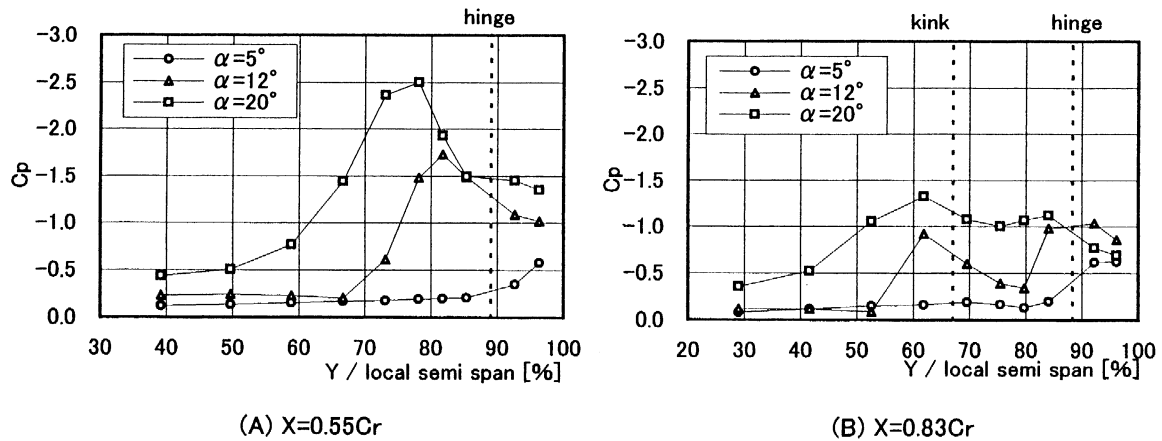 hinge
-3.0
-2.5
-2.0
-1.5
-1.0
-0.5
0.0
Cp
α=5°
α=12°
α=20°
30 40 50 60 70 80 90 100
Y / local semi span [%]
(A) X=0.55Cr
kink hinge
-3.0
-2.5
-2.0
-1.5
-1.0
-0.5
0.0
Cp
α=5°
α=12°
α=20°
20 30 40 50 60 70 80 90 100
Y / local semi span [%]
(B) X=0.83Cr